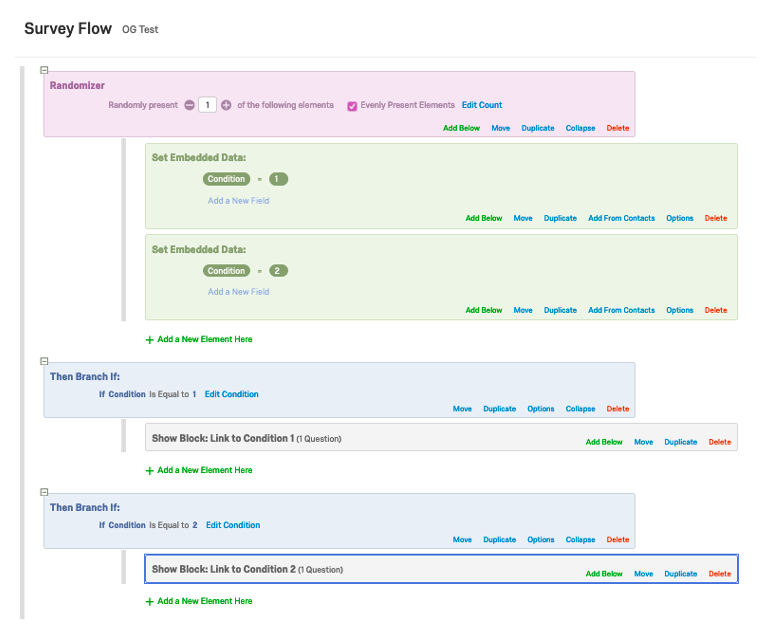 Survey Flow OG Test
Randomizer
Randomly present 1 of the following elements Evenly Present Elements Edit Count
Add Below Move Duplicate Collapse Delete
Set Embedded Data:
Condition = 1
Add a New Field
Add Below Move Duplicate Add From Contacts Options Delete
Set Embedded Data:
Condition = 2
Add a New Field
Add Below Move Duplicate Add From Contacts Options Delete
+ Add a New Element Here
Then Branch If:
If Condition Is Equal to 1 Edit Condition
Move Duplicate Options Collapse Delete
Show Block: Link to Condition 1 (1 Question)
Add Below Move Duplicate Delete
+ Add a New Element Here
Then Branch If:
If Condition Is Equal to 2 Edit Condition
Move Duplicate Options Collapse Delete
Show Block: Link to Condition 2 (1 Question)
Add Below Move Duplicate Delete
+ Add a New Element Here